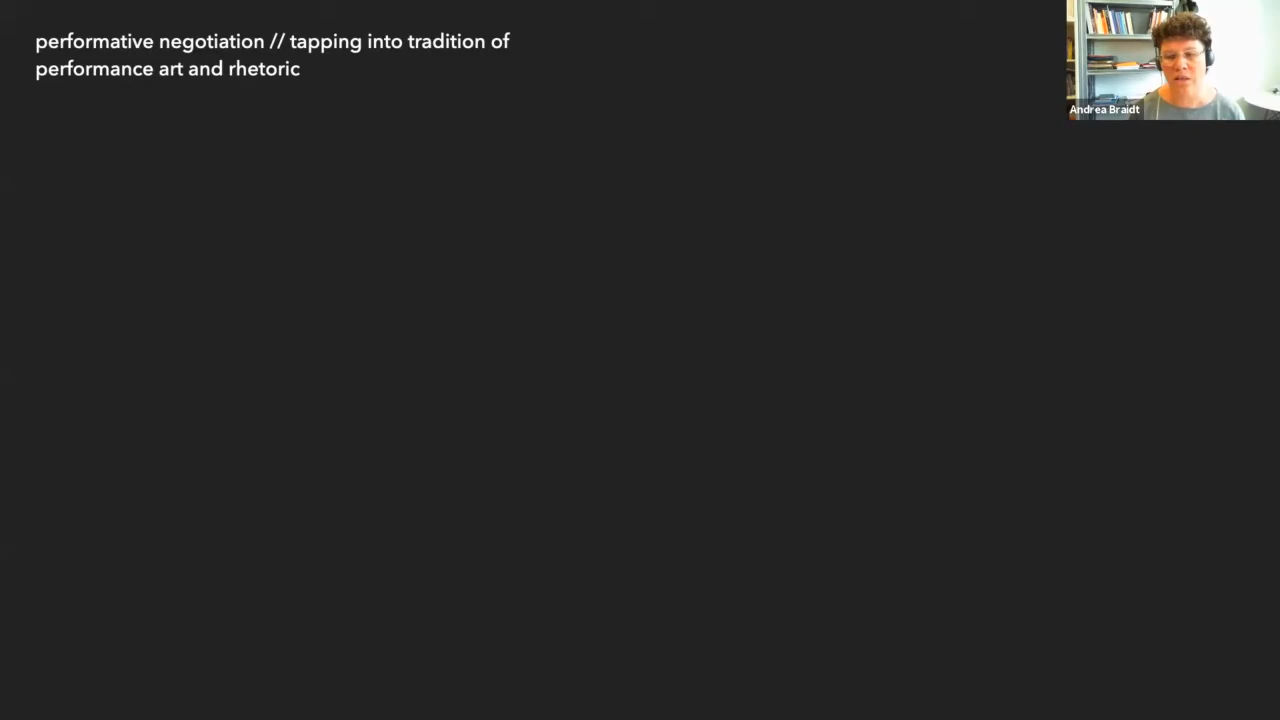 performative negotiation // tapping into tradition of
performance art and rhetoric
Andrea Braidt